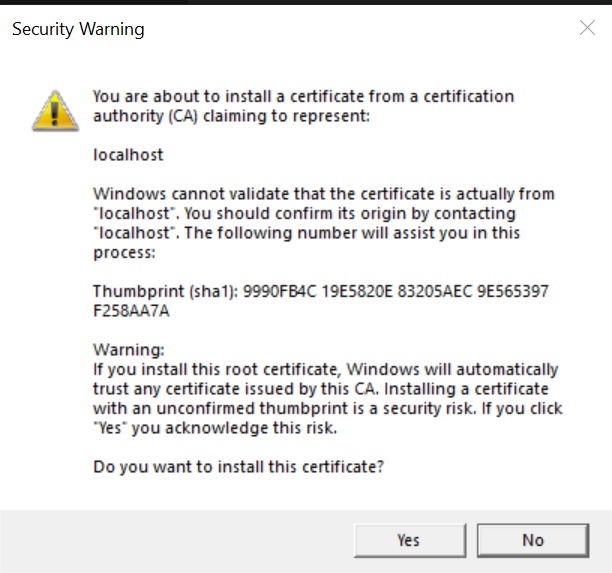 Security Warning
You are about to install a certificate from a certification
authority (CA) claiming to represent:
localhost
Windows cannot validate that the certificate is actually from
"localhost". You should confirm its origin by contacting
"localhost". The following number will assist you in this
process:
Thumbprint (sha1): 9990FB4C 19E5820E 83205AEC 9E565397
F258AA7A
Warning:
If you install this root certificate, Windows will automatically
trust any certificate issued by this CA. Installing a certificate
with an unconfirmed thumbprint is a security risk. If you click
"Yes" you acknowledge this risk.
Do you want to install this certificate?
Yes
No